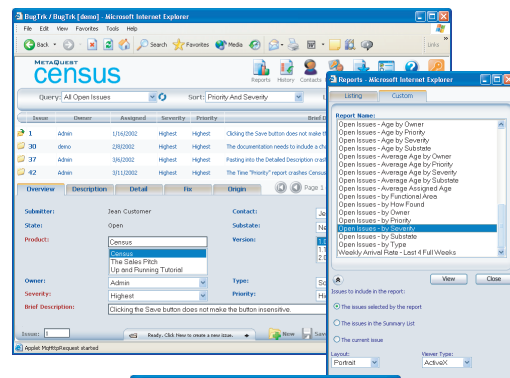 BugTrk / BugTrk [demo] - Microsoft Internet Explorer
File Edit View Favorites Tools Help
Back Search Favorites Media Links
METAQUEST
census
Reports History Contacts
Query: All Open Issues Sort: Priority And Severity
Issue Owner Assigned Severity Priority Brief D
1 Admin 1/16/2002 Highest Highest Clicking the Save button does not make th
30 demo 2/8/2002 Highest Highest The documentation needs to include a cha
37 Admin 3/6/2002 Highest Highest Pasting into the Detailed Description crash
42 Admin 3/11/2002 Highest Highest The Time "Priority" report crashes Census
Overview Description Detail Fix Origin Page 1
Submitter: Jean Customer Contact: Je
State: Open Substate: Ne
Product: Census Version: 1.0
Census
The Sales Pitch
Up and Running Tutorial
Owner: Admin Type: So
Severity: Highest Priority: Hi
Brief Description: Clicking the Save button does not make the button insensitive.
Issue: 1 Ready. Click New to create a new issue. New Save
Applet MqHttpRequest started
Reports - Microsoft Internet Explorer
Listing Custom
Report Name:
Open Issues - Age by Owner
Open Issues - Age by Priority
Open Issues - Age by Severity
Open Issues - Age by Substate
Open Issues - Average Age by Owner
Open Issues - Average Age by Priority
Open Issues - Average Age by Severity
Open Issues - Average Age by Substate
Open Issues - Average Assigned Age
Open Issues - by Functional Area
Open Issues - by How Found
Open Issues - by Owner
Open Issues - by Priority
Open Issues - by Severity
Open Issues - by Substate
Open Issues - by Type
Weekly Arrival Rate - Last 4 Full Weeks
View Close
Issues to include in the report:
The issues selected by the report
The issues in the Summary List
The current issue
Layout: Viewer Type:
Portrait ActiveX